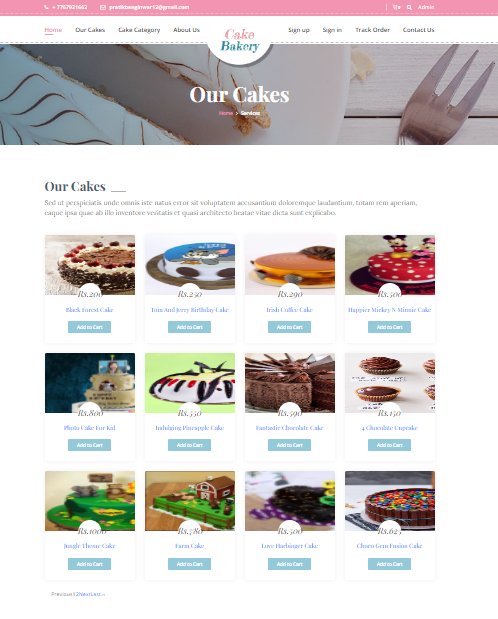 + 7767931662 pratikbaeginwar12@gmail.com 0 Admin
Home Our Cakes Cake Category About Us Cake Bakery Sign up Sign in Track Order Contact Us
Our Cakes
Home > Services
Our Cakes
Sed ut perspiciatis unde omnis iste natus error sit voluptatem accusantium doloremque laudantium, totam rem aperiam,
eaque ipsa quae ab illo inventore veritatis et quasi architecto beatae vitae dicta sunt explicabo.
Rs.200 Rs.250 Rs.290 Rs.500
Black Forest Cake Tom And Jerry Birthday Cake Irish Coffee Cake Happier Mickey N Minnie Cake
Add to Cart Add to Cart Add to Cart Add to Cart
Rs.800 Rs.550 Rs.590 Rs.150
Photo Cake For Kid Indulging Pineapple Cake Fantastic Chocolate Cake 4 Chocolate Cupcake
Add to Cart Add to Cart Add to Cart Add to Cart
Rs.1000 Rs.780 Rs.500 Rs.625
Jungle Theme Cake Farm Cake Love Harbinger Cake Choco Gem Fusion Cake
Add to Cart Add to Cart Add to Cart Add to Cart
Previous12NextLast »